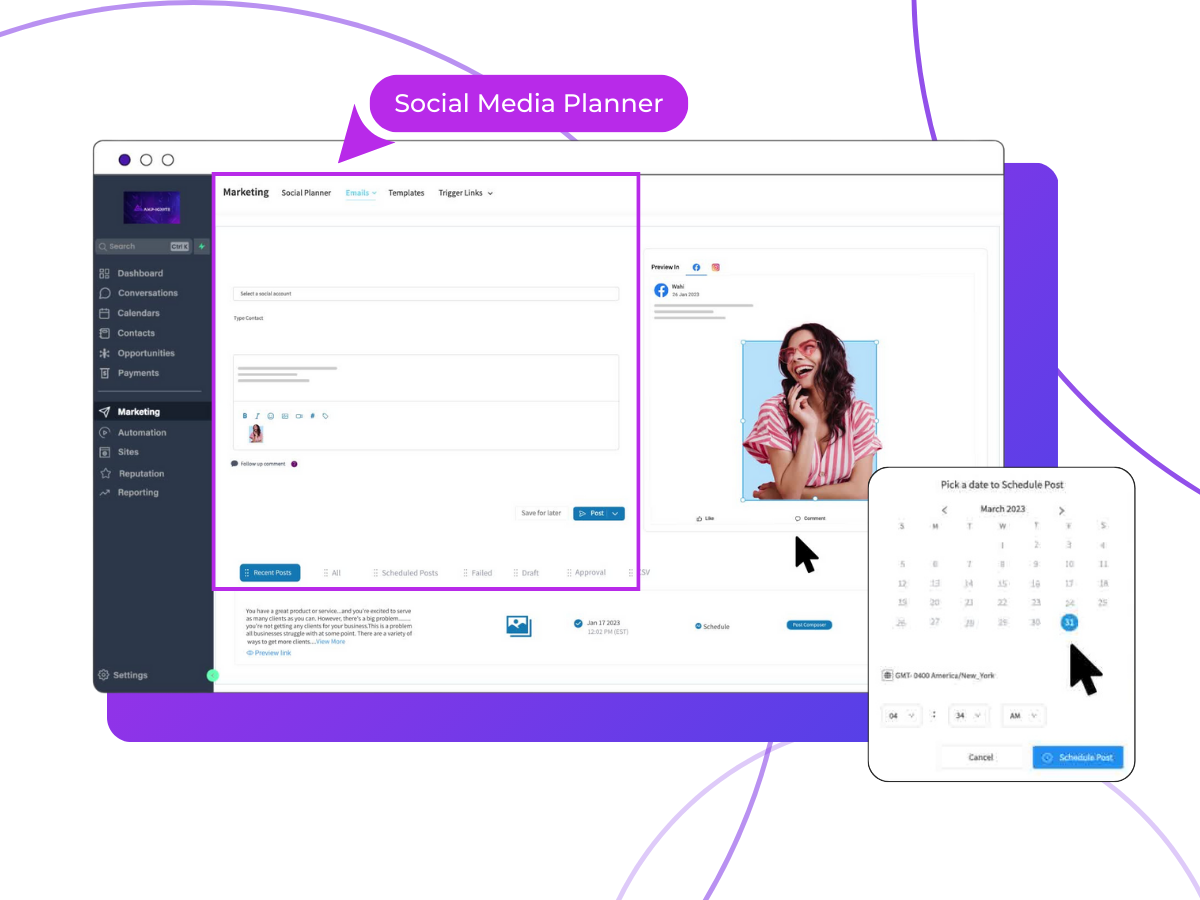 Social Media Planner
Search
Ctrl K
Dashboard
Conversations
Calendars
Contacts
Opportunities
Payments
Marketing
Automation
Sites
Reputation
Reporting
Settings
Marketing Social Planner Emails Templates Trigger Links
Select a social account
Type Contact
B I #
Follow up comment
Save for later Post
Recent Posts All Scheduled Posts Failed Draft Approval SV
You have a great product or service...and you're excited to serve
as many clients as you can. However, there's a big problem........
you're not getting any clients for your business.This is a problem
all businesses struggle with at some point. There are a variety of
ways to get more clients....View More
Preview link
Jan 17 2023
12:02 PM (EST)
Schedule
Post Composer
Preview In
Wahi
26 Jan 2023
Like Comment
Pick a date to Schedule Post
< March 2023 >
S M T W T F S
1 2 3 4
5 6 7 8 9 10 11
12 13 14 15 16 17 18
19 20 21 22 23 24 25
26 27 28 29 30 31
GMT- 0400 America/New_York
04 : 34 AM
Cancel Schedule Post